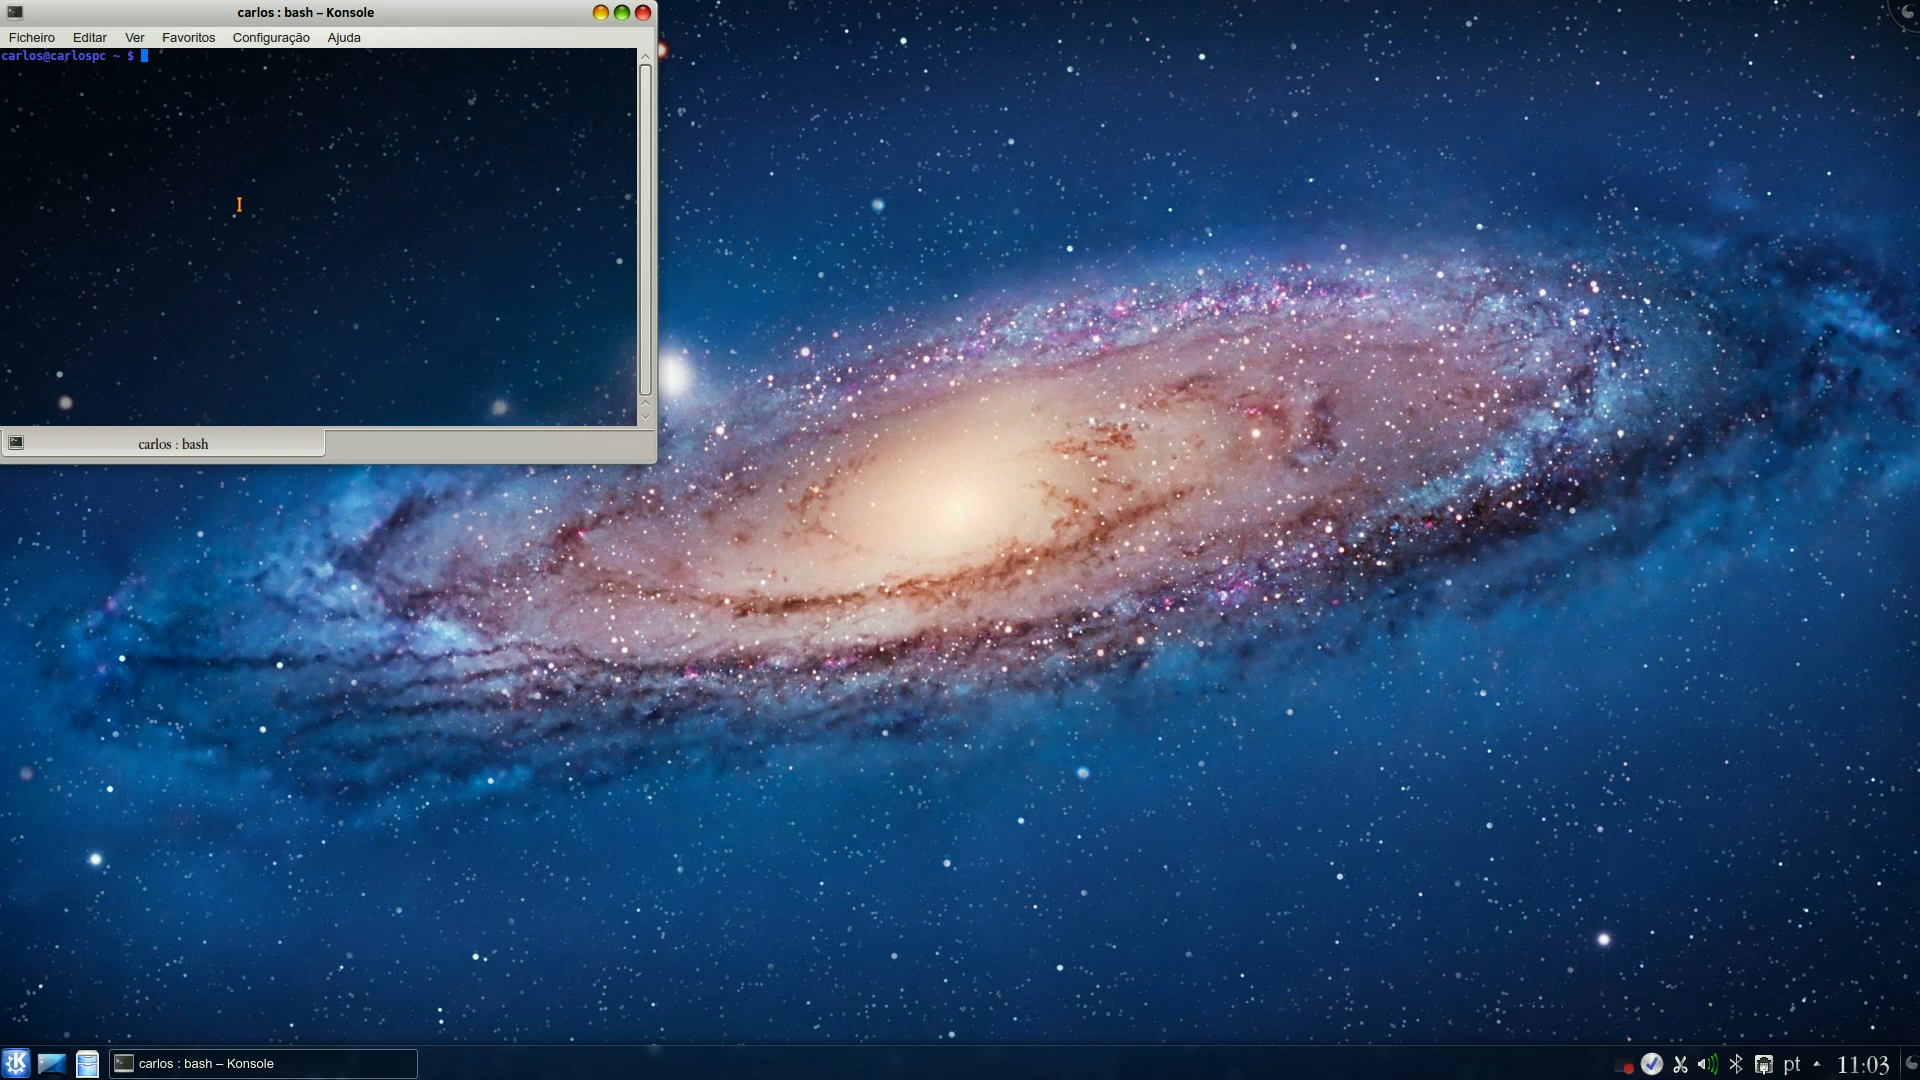 carlos : bash – Konsole
Ficheiro Editar Ver Favoritos Configuração Ajuda
carlos@carlospc ~ $
carlos : bash
carlos : bash – Konsole
pt
11:03